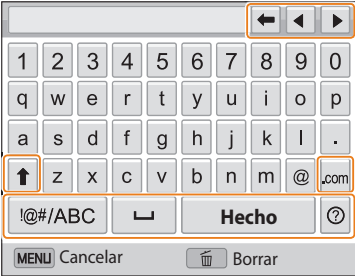 1 2 3 4 5 6 7 8 9 0
q w e r t y u i o p
a s d f g h j k l .
z x c v b n m @ .com
!@#/ABC Hecho ?
MENU Cancelar Borrar